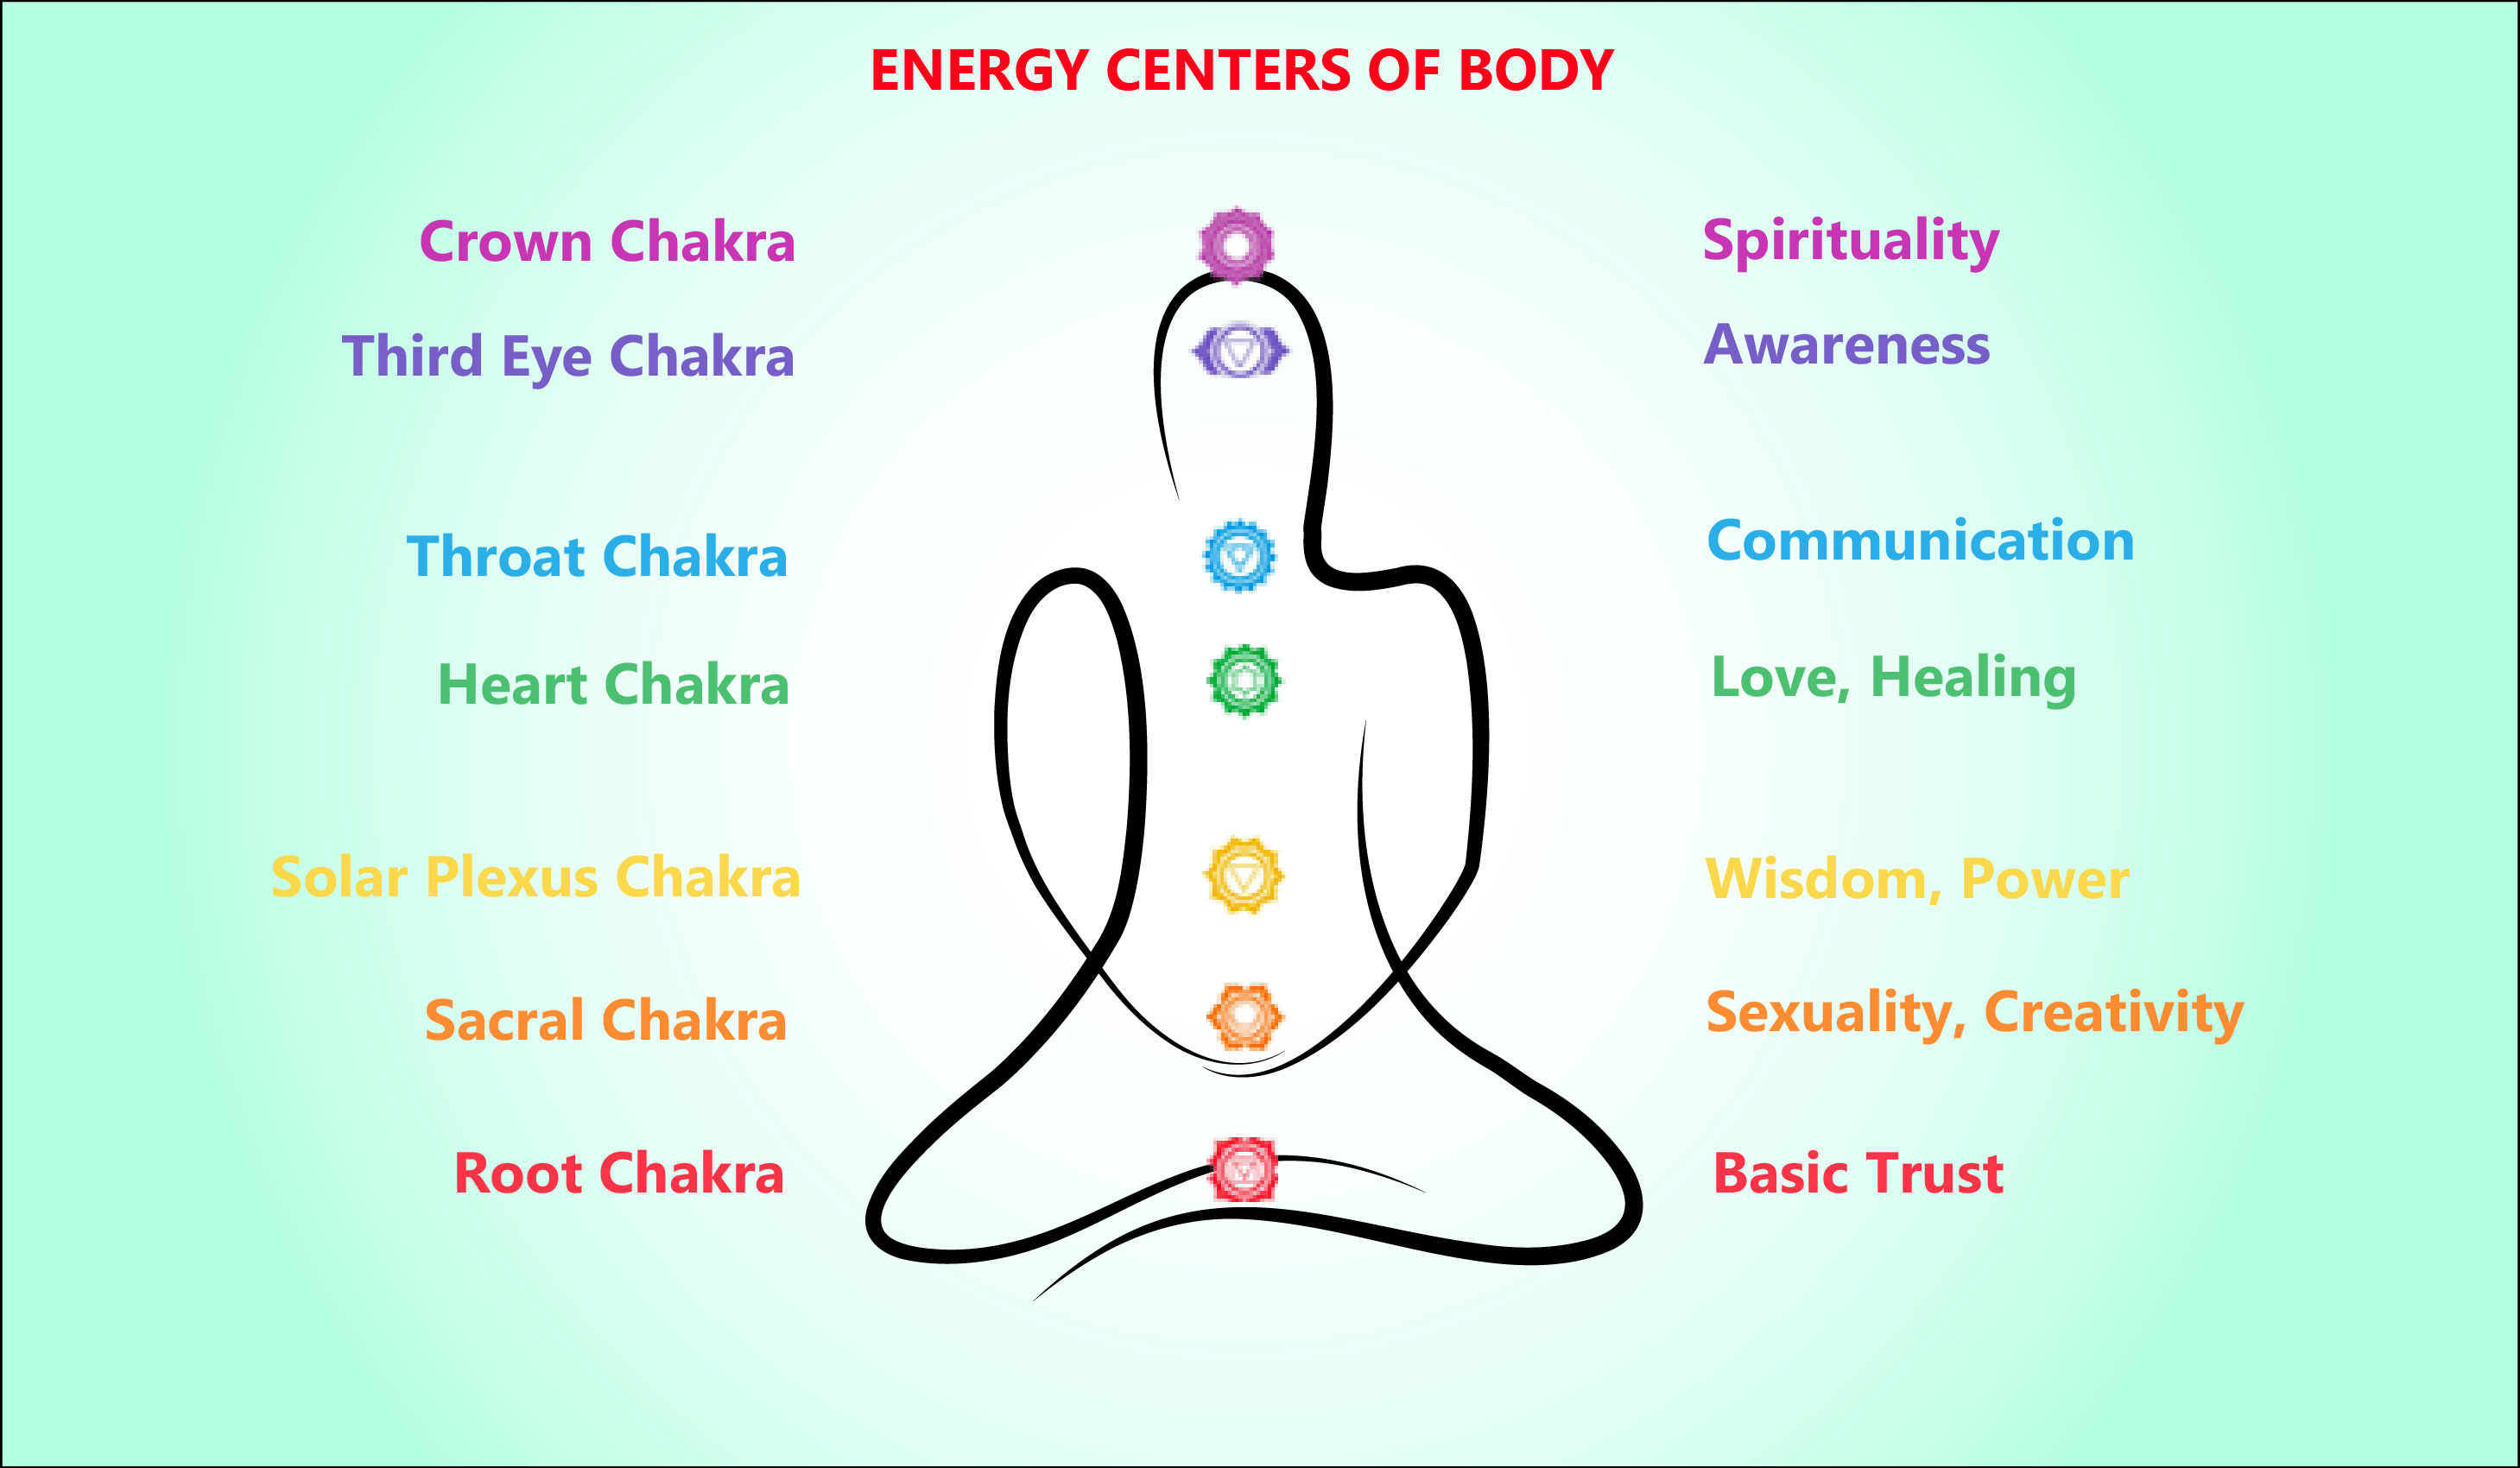 ENERGY CENTERS OF BODY
Crown Chakra
Spirituality
Third Eye Chakra
Awareness
Throat Chakra
Communication
Heart Chakra
Love, Healing
Solar Plexus Chakra
Wisdom, Power
Sacral Chakra
Sexuality, Creativity
Root Chakra
Basic Trust